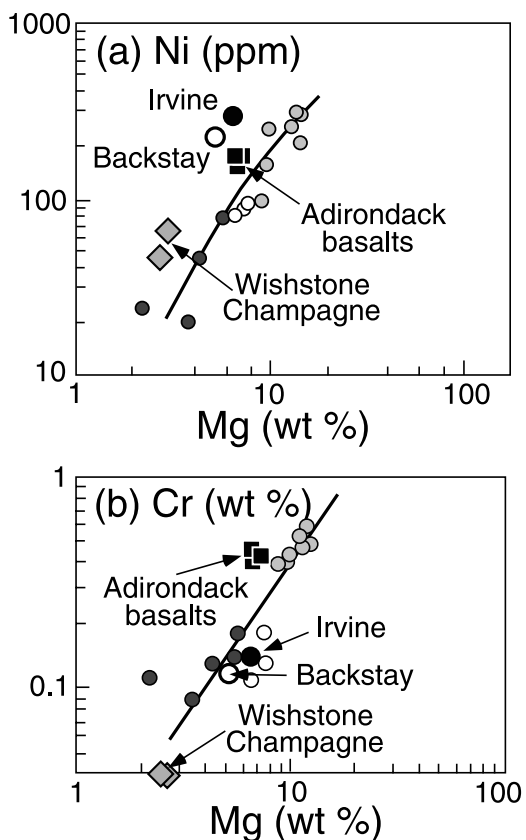 1000
(a) Ni (ppm)
Irvine
Backstay
100
Adirondack
basalts
Wishstone
Champagne
10
1
10
100
Mg (wt %)
1
(b) Cr (wt %)
Adirondack
basalts
Irvine
Backstay
0.1
Wishstone
Champagne
1
10
100
Mg (wt %)